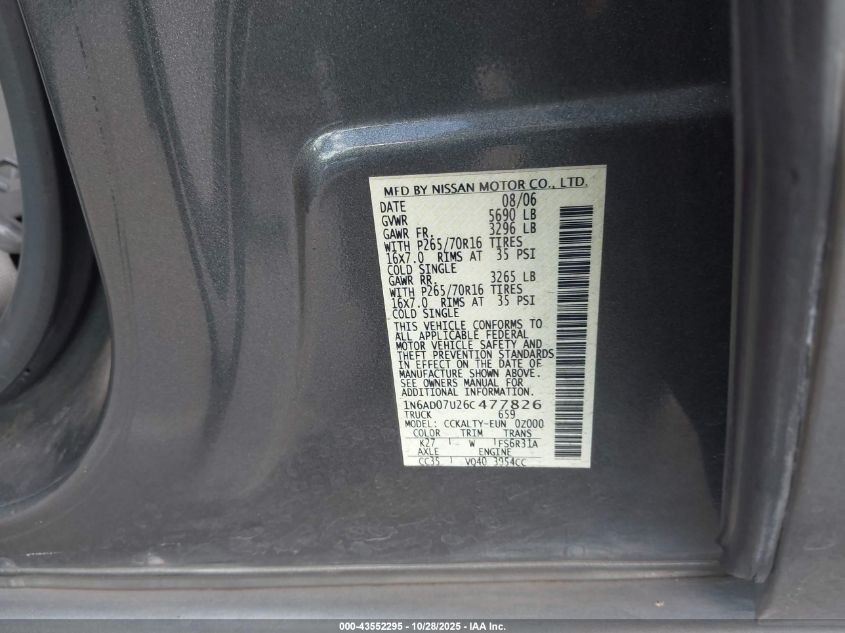 MFD BY NISSAN MOTOR CO., LTD.
DATE 08/06
GVWR 5690 LB
GAWR FR. 3296 LB
WITH P265/70R16 TIRES
16X7.0 RIMS AT 35 PSI
COLD SINGLE
GAWR RR. 3265 LB
WITH P265/70R16 TIRES
16X7.0 RIMS AT 35 PSI
COLD SINGLE
THIS VEHICLE CONFORMS TO
ALL APPLICABLE FEDERAL
MOTOR VEHICLE SAFETY AND
THEFT PREVENTION STANDARDS
IN EFFECT ON THE DATE OF
MANUFACTURE SHOWN ABOVE.
SEE OWNERS MANUAL FOR
ADDITIONAL INFORMATION.
1N6AD07U26C477826
TRUCK 659
MODEL: CCKALTY-EUN 0Z000
COLOR TRIM TRANS
K27 W FS6R31A
AXLE ENGINE
CC35 VQ40 3954CC
000-43552295 - 10/28/2025 - IAA Inc.